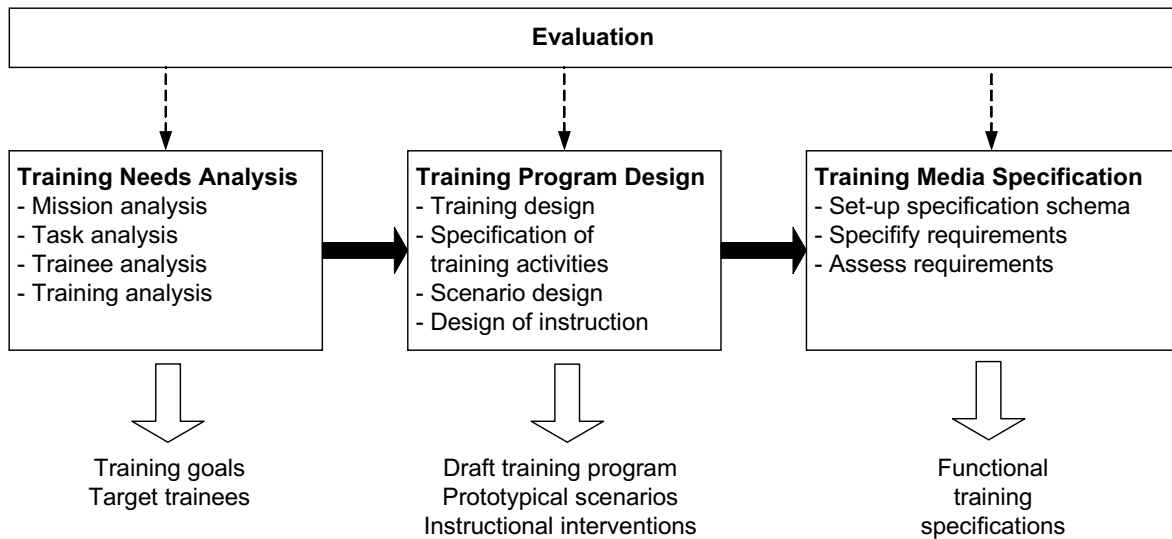 Evaluation
Training Needs Analysis
- Mission analysis
- Task analysis
- Trainee analysis
- Training analysis
Training Program Design
- Training design
- Specification of
training activities
- Scenario design
- Design of instruction
Training Media Specification
- Set-up specification schema
- Specifify requirements
- Assess requirements
Training goals
Target trainees
Draft training program
Prototypical scenarios
Instructional interventions
Functional
training
specifications